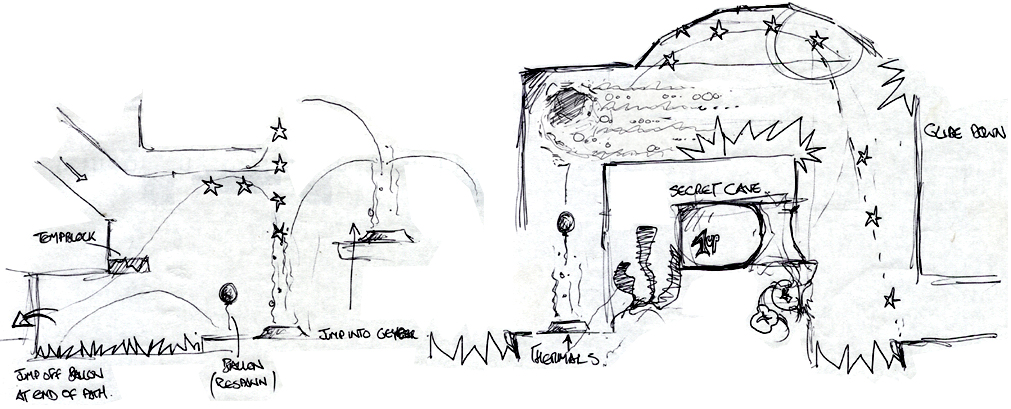 TEMPBLOCK
JUMP OFF BALLON
AT END OF PATH.
BALLON
(RESPAWN)
JUMP INTO GEYSER
THERMALS.
SECRET CAVE..
1UP
GLIDE DOWN